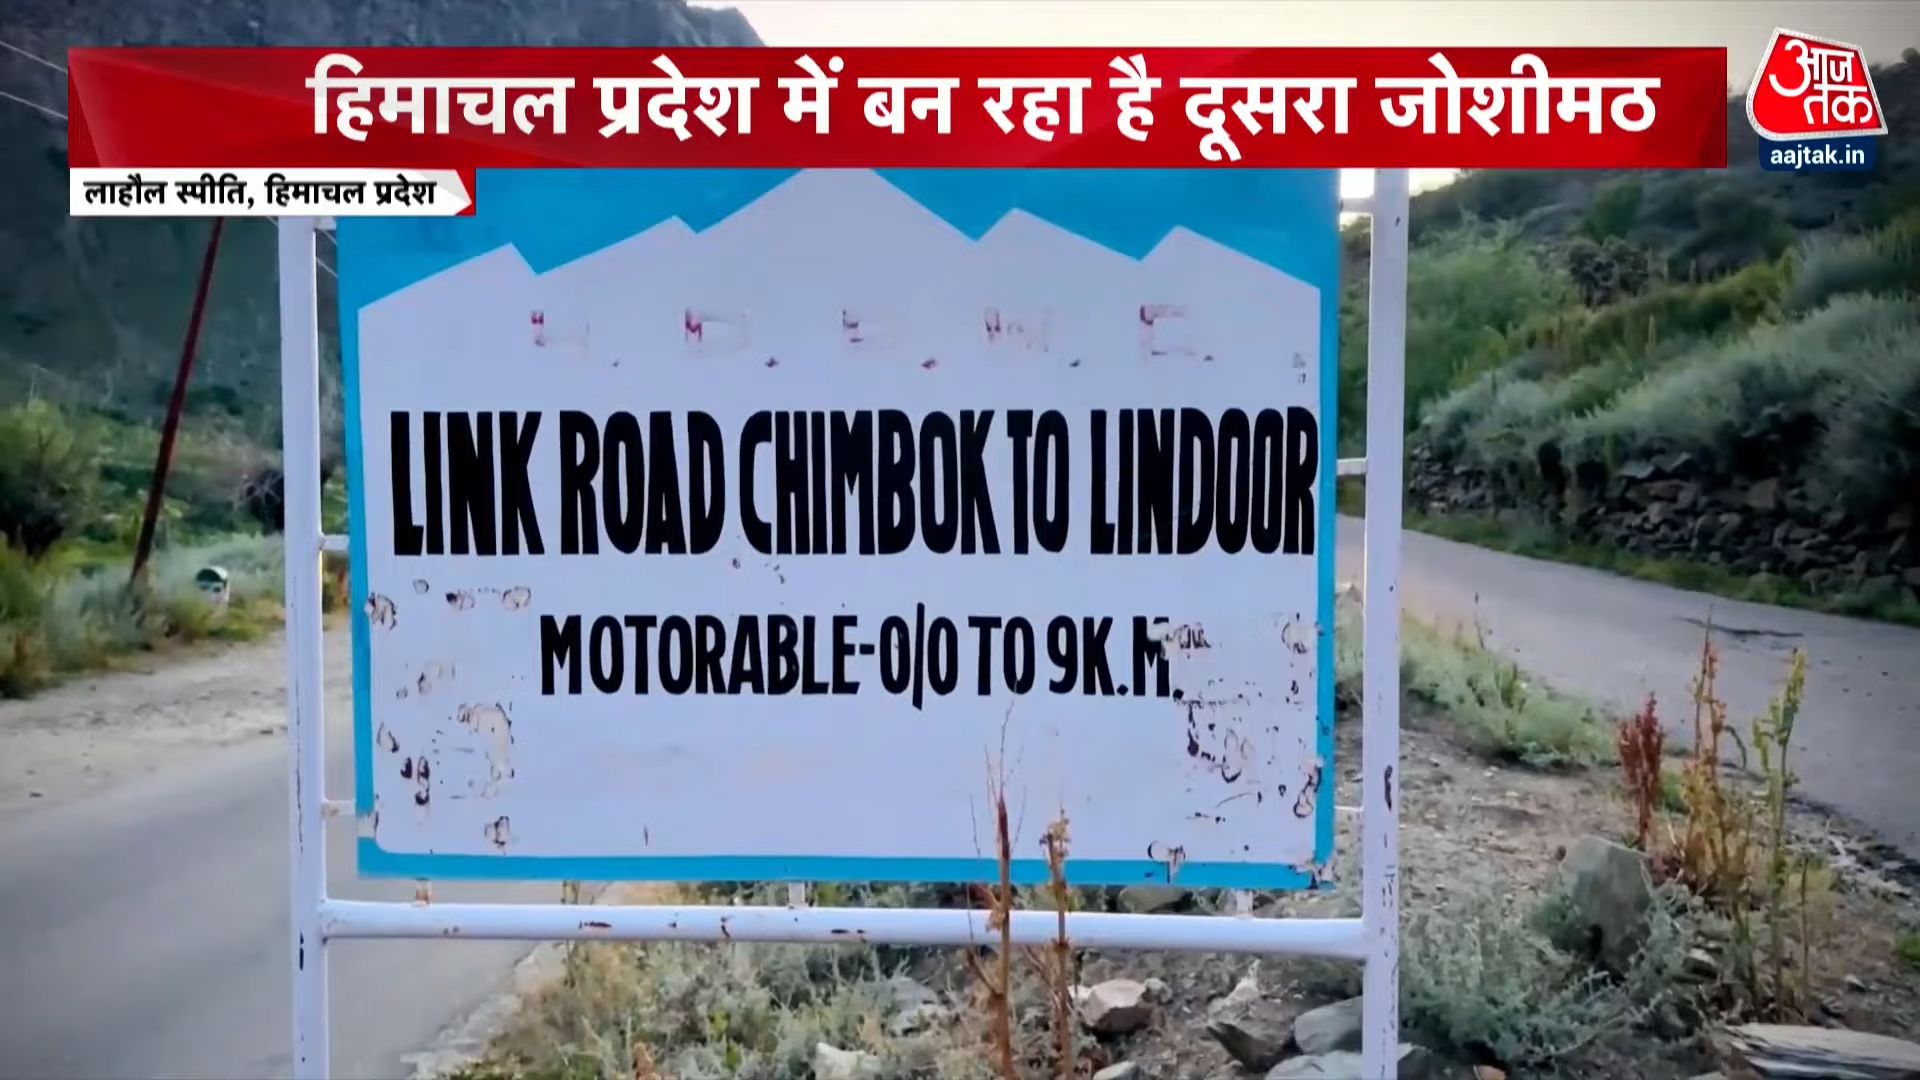 हिमाचल प्रदेश में बन रहा है दूसरा जोशीमठ
आज तक
aajtak.in
लाहौल स्पीति, हिमाचल प्रदेश
LINK ROAD CHIMBOK TO LINDOOR
MOTORABLE-0/0 TO 9K.M.